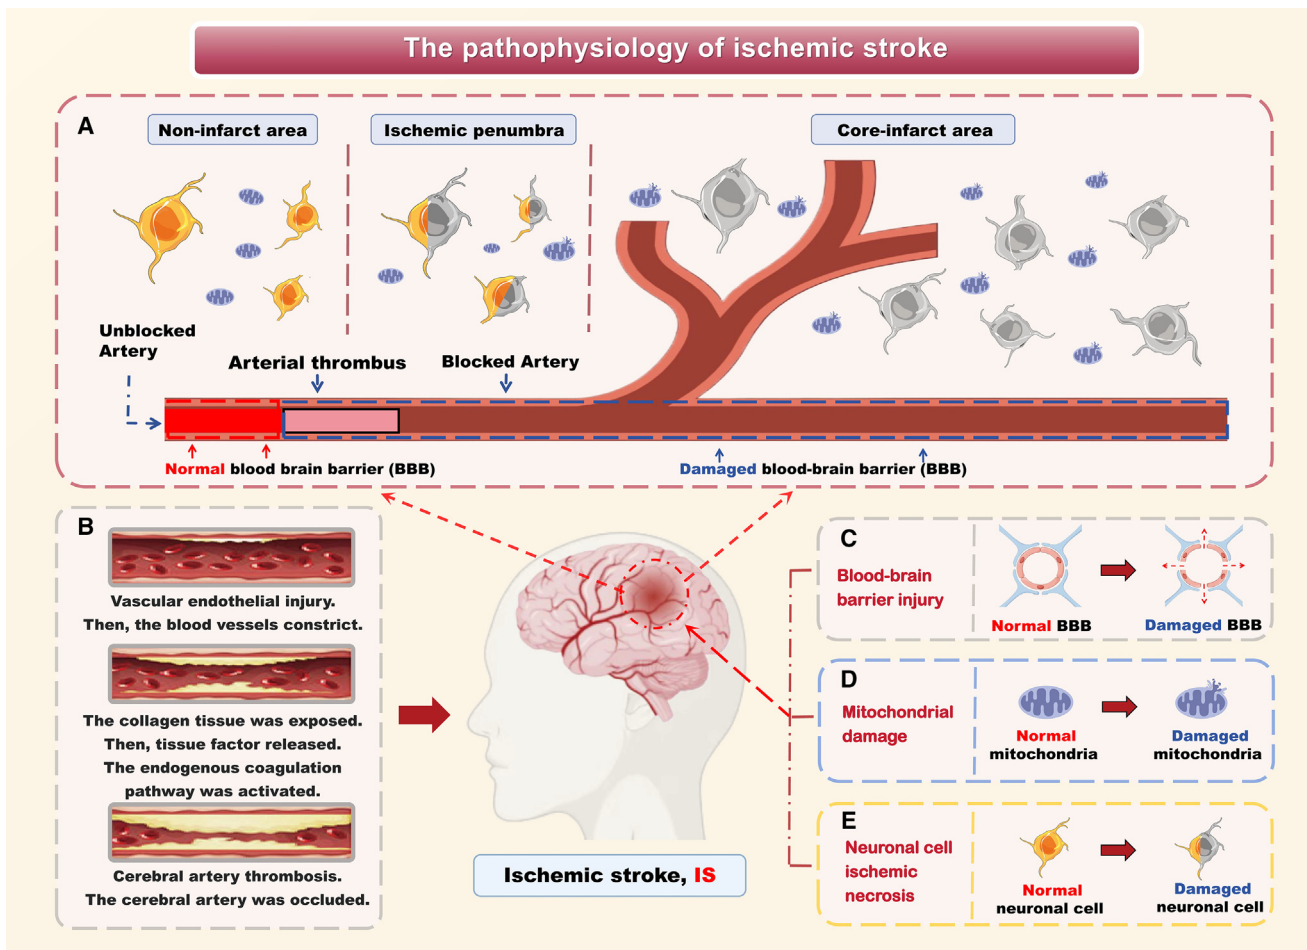 The pathophysiology of ischemic stroke
A
Non-infarct area
Ischemic penumbra
Core-infarct area
Unblocked
Artery
Arterial thrombus
Blocked Artery
Normal blood brain barrier (BBB)
Damaged blood-brain barrier (BBB)
B
Vascular endothelial injury.
Then, the blood vessels constrict.
The collagen tissue was exposed.
Then, tissue factor released.
The endogenous coagulation
pathway was activated.
Cerebral artery thrombosis.
The cerebral artery was occluded.
Ischemic stroke, IS
C
Blood-brain
barrier injury
Normal BBB
Damaged BBB
D
Mitochondrial
damage
Normal
mitochondria
Damaged
mitochondria
E
Neuronal cell
ischemic
necrosis
Normal
neuronal cell
Damaged
neuronal cell